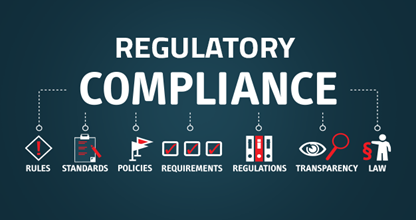 REGULATORY
COMPLIANCE
RULES STANDARDS POLICIES REQUIREMENTS REGULATIONS TRANSPARENCY LAW